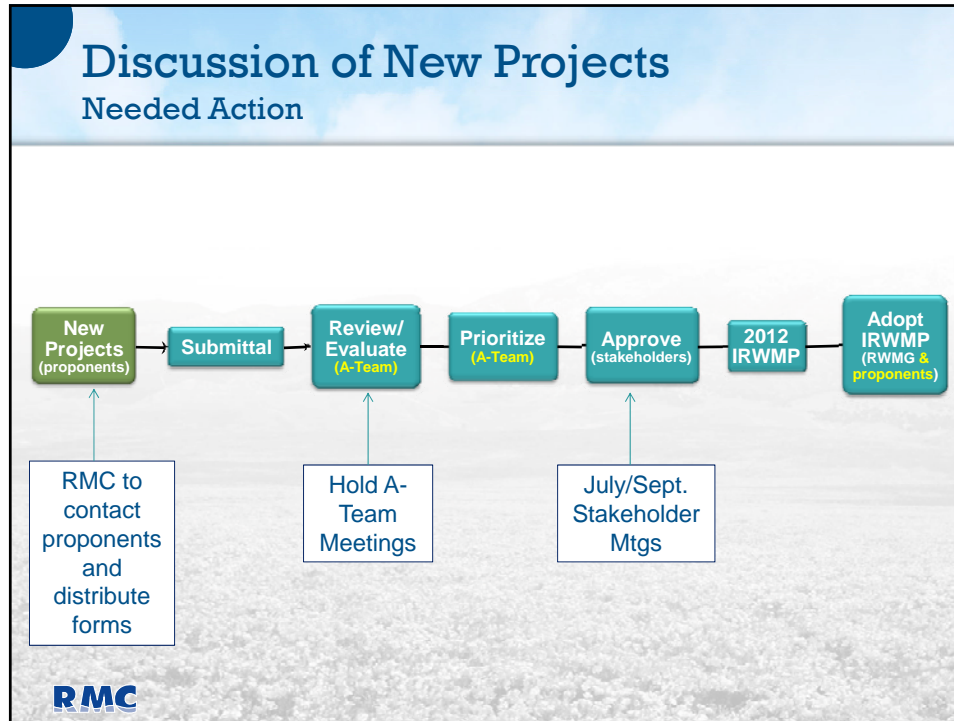 Discussion of New Projects
Needed Action
New
Projects
(proponents)
Submittal
Review/
Evaluate
(A-Team)
Prioritize
(A-Team)
Approve
(stakeholders)
2012
IRWMP
Adopt
IRWMP
(RWMG &
proponents)
RMC to
contact
proponents
and
distribute
forms
Hold A-
Team
Meetings
July/Sept.
Stakeholder
Mtgs
RMC